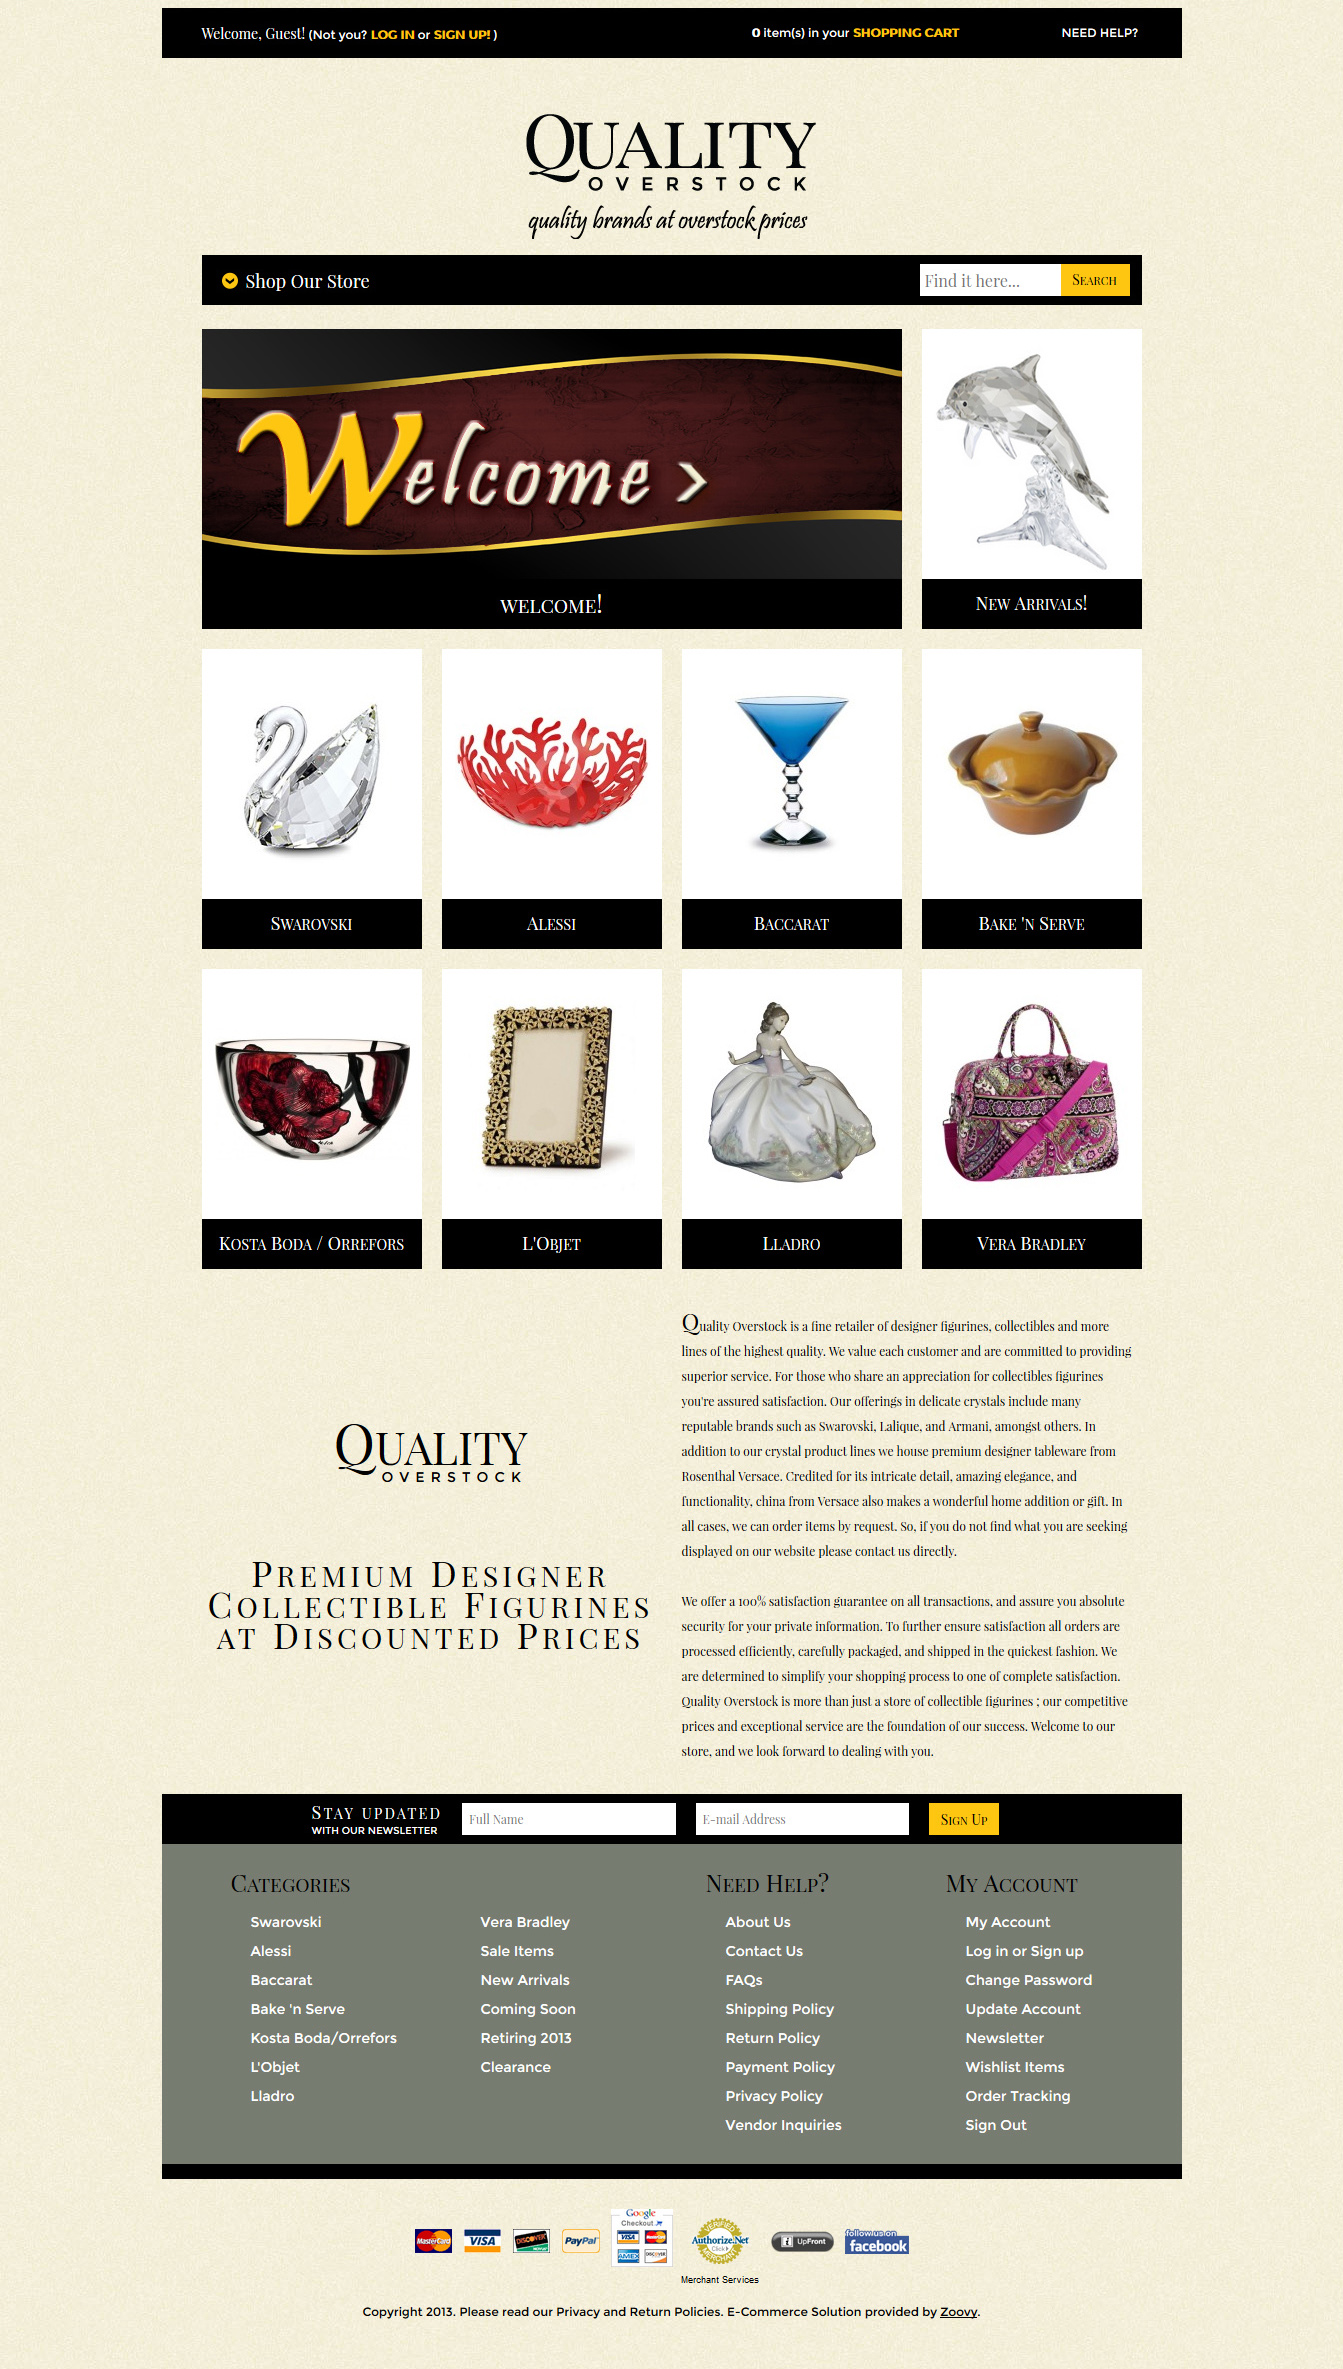 Welcome, Guest! (Not you? LOG IN or SIGN UP! )
0 item(s) in your SHOPPING CART
NEED HELP?
QUALITY
OVERSTOCK
quality brands at overstock prices
Shop Our Store
Find it here...
SEARCH
Welcome >
WELCOME!
NEW ARRIVALS!
SWAROVSKI
ALESSI
BACCARAT
BAKE 'N SERVE
KOSTA BODA / ORREFORS
L'OBJET
LLADRO
VERA BRADLEY
QUALITY
OVERSTOCK
PREMIUM DESIGNER
COLLECTIBLE FIGURINES
AT DISCOUNTED PRICES
Quality Overstock is a fine retailer of designer figurines, collectibles and more
lines of the highest quality. We value each customer and are committed to providing
superior service. For those who share an appreciation for collectibles figurines
you're assured satisfaction. Our offerings in delicate crystals include many
reputable brands such as Swarovski, Lalique, and Armani, amongst others. In
addition to our crystal product lines we house premium designer tableware from
Rosenthal Versace. Credited for its intricate detail, amazing elegance, and
functionality, china from Versace also makes a wonderful home addition or gift. In
all cases, we can order items by request. So, if you do not find what you are seeking
displayed on our website please contact us directly.
We offer a 100% satisfaction guarantee on all transactions, and assure you absolute
security for your private information. To further ensure satisfaction all orders are
processed efficiently, carefully packaged, and shipped in the quickest fashion. We
are determined to simplify your shopping process to one of complete satisfaction.
Quality Overstock is more than just a store of collectible figurines ; our competitive
prices and exceptional service are the foundation of our success. Welcome to our
store, and we look forward to dealing with you.
STAY UPDATED
WITH OUR NEWSLETTER
Full Name
E-mail Address
SIGN UP
CATEGORIES
Swarovski
Alessi
Baccarat
Bake 'n Serve
Kosta Boda/Orrefors
L'Objet
Lladro
Vera Bradley
Sale Items
New Arrivals
Coming Soon
Retiring 2013
Clearance
NEED HELP?
About Us
Contact Us
FAQs
Shipping Policy
Return Policy
Payment Policy
Privacy Policy
Vendor Inquiries
MY ACCOUNT
My Account
Log in or Sign up
Change Password
Update Account
Newsletter
Wishlist Items
Order Tracking
Sign Out
MasterCard
VISA
DISCOVER
PayPal
Google
Checkout
VISA
MasterCard
AMEX
DISCOVER
Authorize.Net
Click
Merchant Services
UpFront
follow us on
facebook
Copyright 2013. Please read our Privacy and Return Policies. E-Commerce Solution provided by Zoovy.